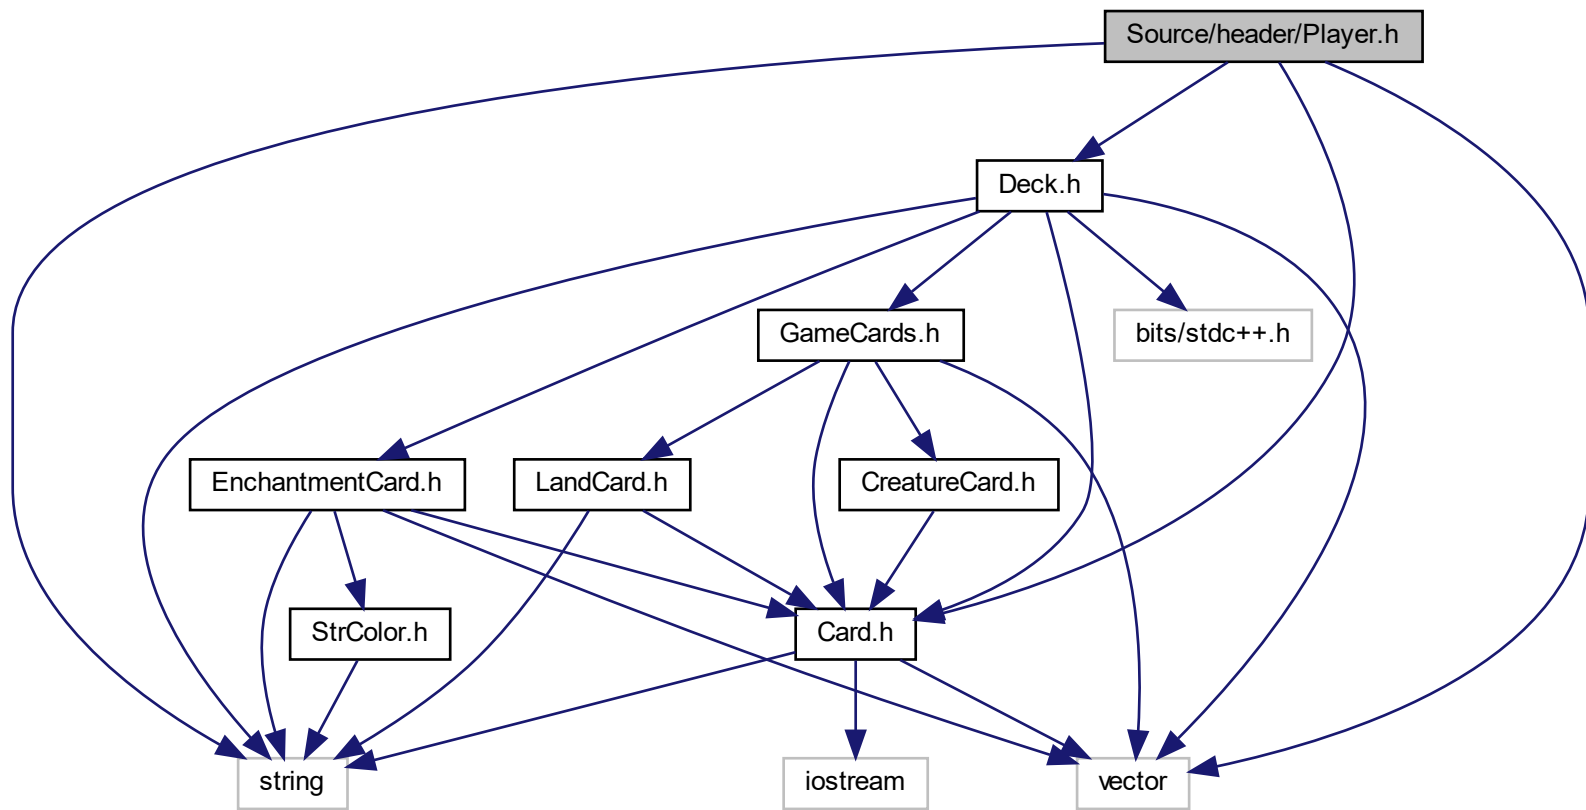 Source/header/Player.h
Deck.h
GameCards.h
bits/stdc++.h
EnchantmentCard.h
LandCard.h
CreatureCard.h
StrColor.h
Card.h
string
iostream
vector